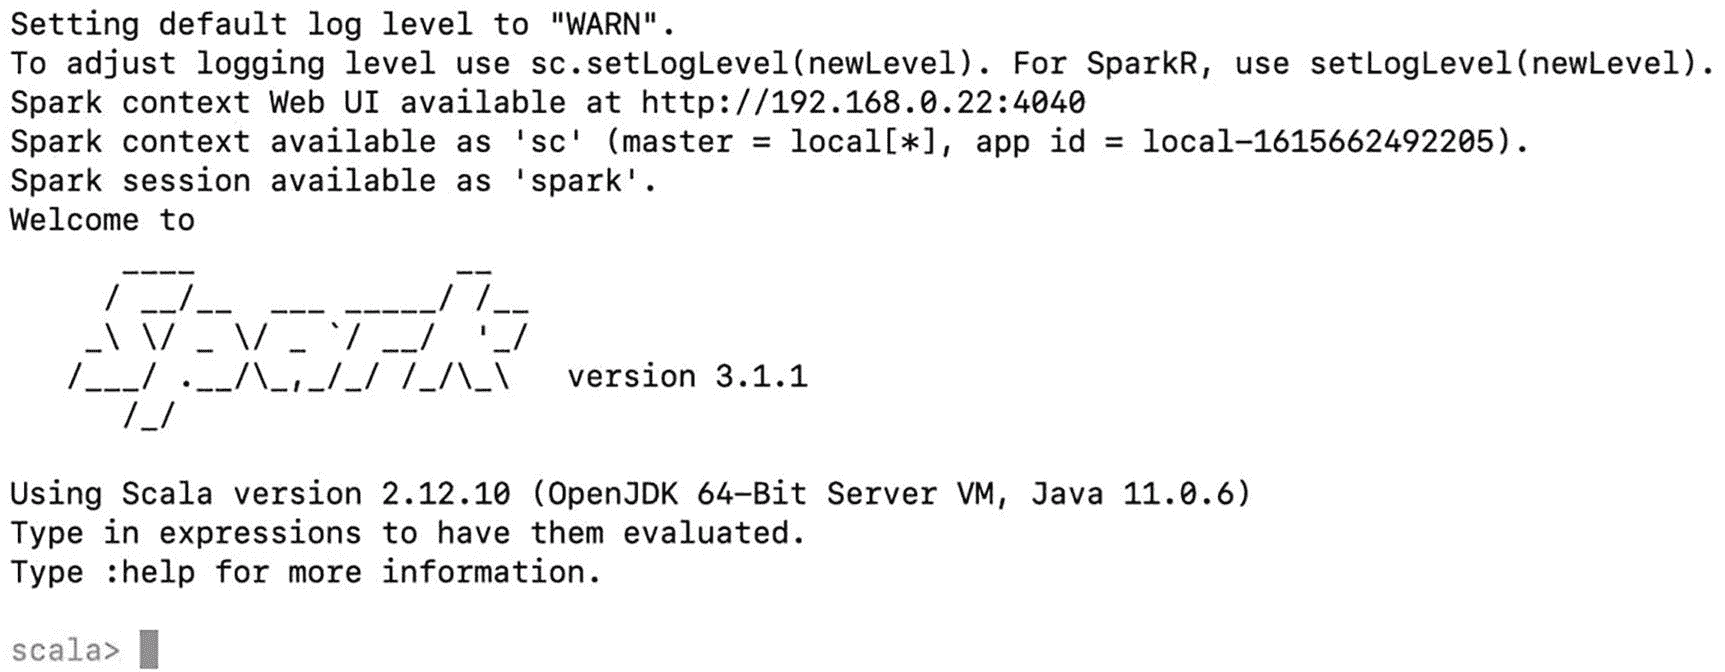 Setting default log level to "WARN".
To adjust logging level use sc.setLogLevel(newLevel). For SparkR, use setLogLevel(newLevel).
Spark context Web UI available at http://192.168.0.22:4040
Spark context available as 'sc' (master = local[*], app id = local-1615662492205).
Spark session available as 'spark'.
Welcome to
      ____              __
     / __/__  ___ _____/ /__
    _\ \/ _ \/ _ `/ __/  '_/
   /___/ .__/\_,_/_/ /_/\_\   version 3.1.1
      /_/
Using Scala version 2.12.10 (OpenJDK 64-Bit Server VM, Java 11.0.6)
Type in expressions to have them evaluated.
Type :help for more information.
scala>